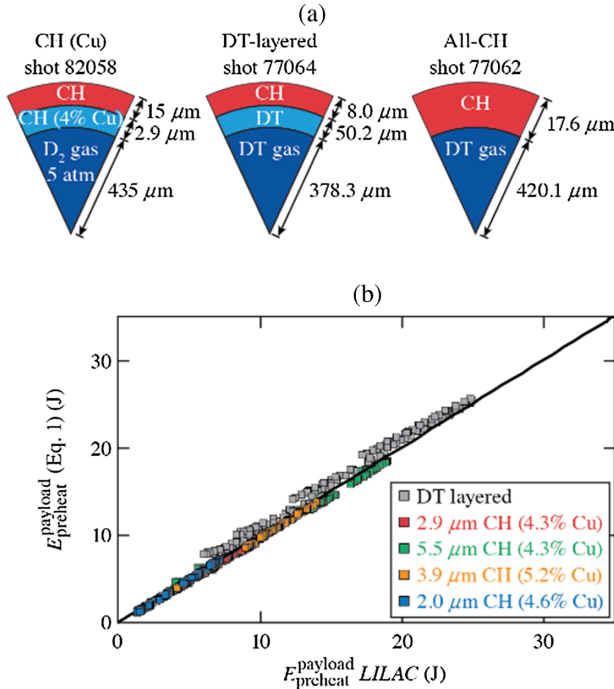 (a)
CH (Cu)
shot 82058
DT-layered
shot 77064
All-CH
shot 77062
CH
CH (4% Cu)
D₂ gas
5 atm
15 μm
2.9 μm
435 μm
CH
DT
DT gas
8.0 μm
50.2 μm
378.3 μm
CH
DT gas
17.6 μm
420.1 μm
(b)
E^payload_preheat (Eq. 1) (J)
30
20
10
0
DT layered
2.9 μm CH (4.3% Cu)
5.5 μm CH (4.3% Cu)
3.9 μm CH (5.2% Cu)
2.0 μm CH (4.6% Cu)
0 10 20 30
E^payload_preheat LILAC (J)